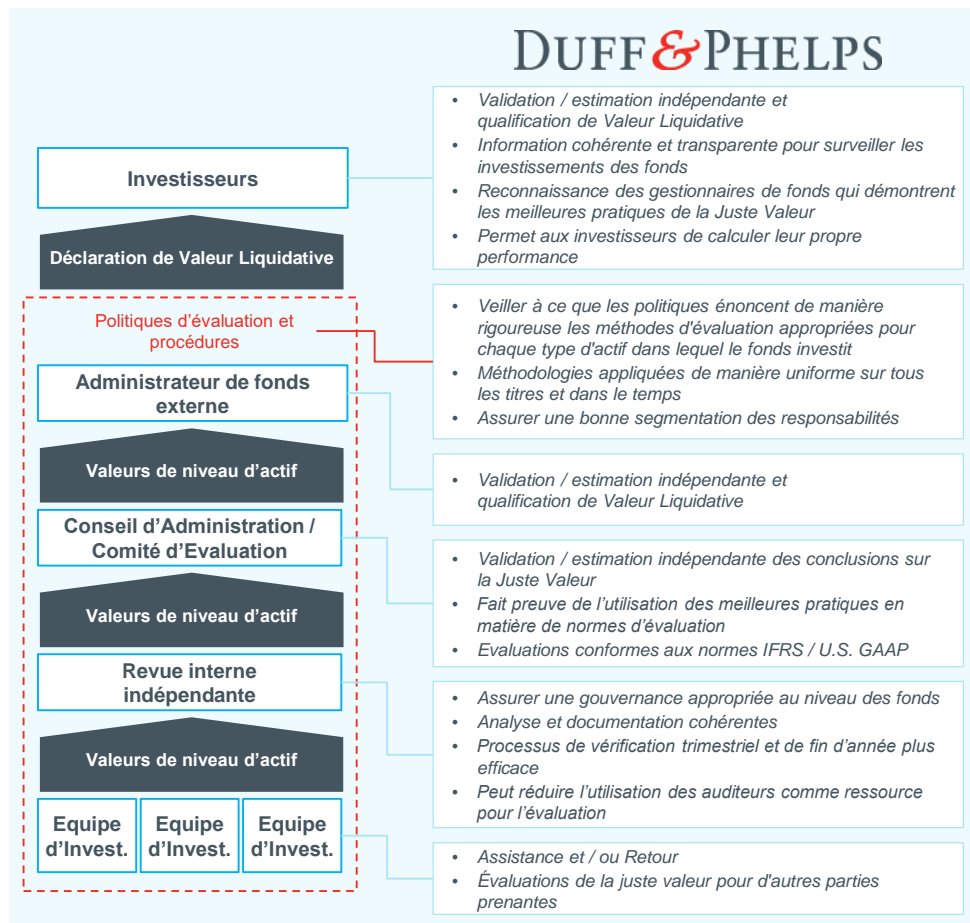 DUFF&PHELPS
• Validation / estimation indépendante et
qualification de Valeur Liquidative
• Information cohérente et transparente pour surveiller les
investissements des fonds
• Reconnaissance des gestionnaires de fonds qui démontrent
les meilleures pratiques de la Juste Valeur
• Permet aux investisseurs de calculer leur propre
performance
Investisseurs
Déclaration de Valeur Liquidative
Politiques d’évaluation et
procédures
• Veiller à ce que les politiques énoncent de manière
rigoureuse les méthodes d'évaluation appropriées pour
chaque type d'actif dans lequel le fonds investit
• Méthodologies appliquées de manière uniforme sur tous
les titres et dans le temps
• Assurer une bonne segmentation des responsabilités
Administrateur de fonds
externe
Valeurs de niveau d’actif
• Validation / estimation indépendante et
qualification de Valeur Liquidative
Conseil d’Administration /
Comité d’Evaluation
• Validation / estimation indépendante des conclusions sur
la Juste Valeur
• Fait preuve de l’utilisation des meilleures pratiques en
matière de normes d’évaluation
• Evaluations conformes aux normes IFRS / U.S. GAAP
Valeurs de niveau d’actif
Revue interne
indépendante
• Assurer une gouvernance appropriée au niveau des fonds
• Analyse et documentation cohérentes
• Processus de vérification trimestriel et de fin d’année plus
efficace
• Peut réduire l’utilisation des auditeurs comme ressource
pour l’évaluation
Valeurs de niveau d’actif
Equipe
d’Invest.
Equipe
d’Invest.
Equipe
d’Invest.
• Assistance et / ou Retour
• Évaluations de la juste valeur pour d'autres parties
prenantes